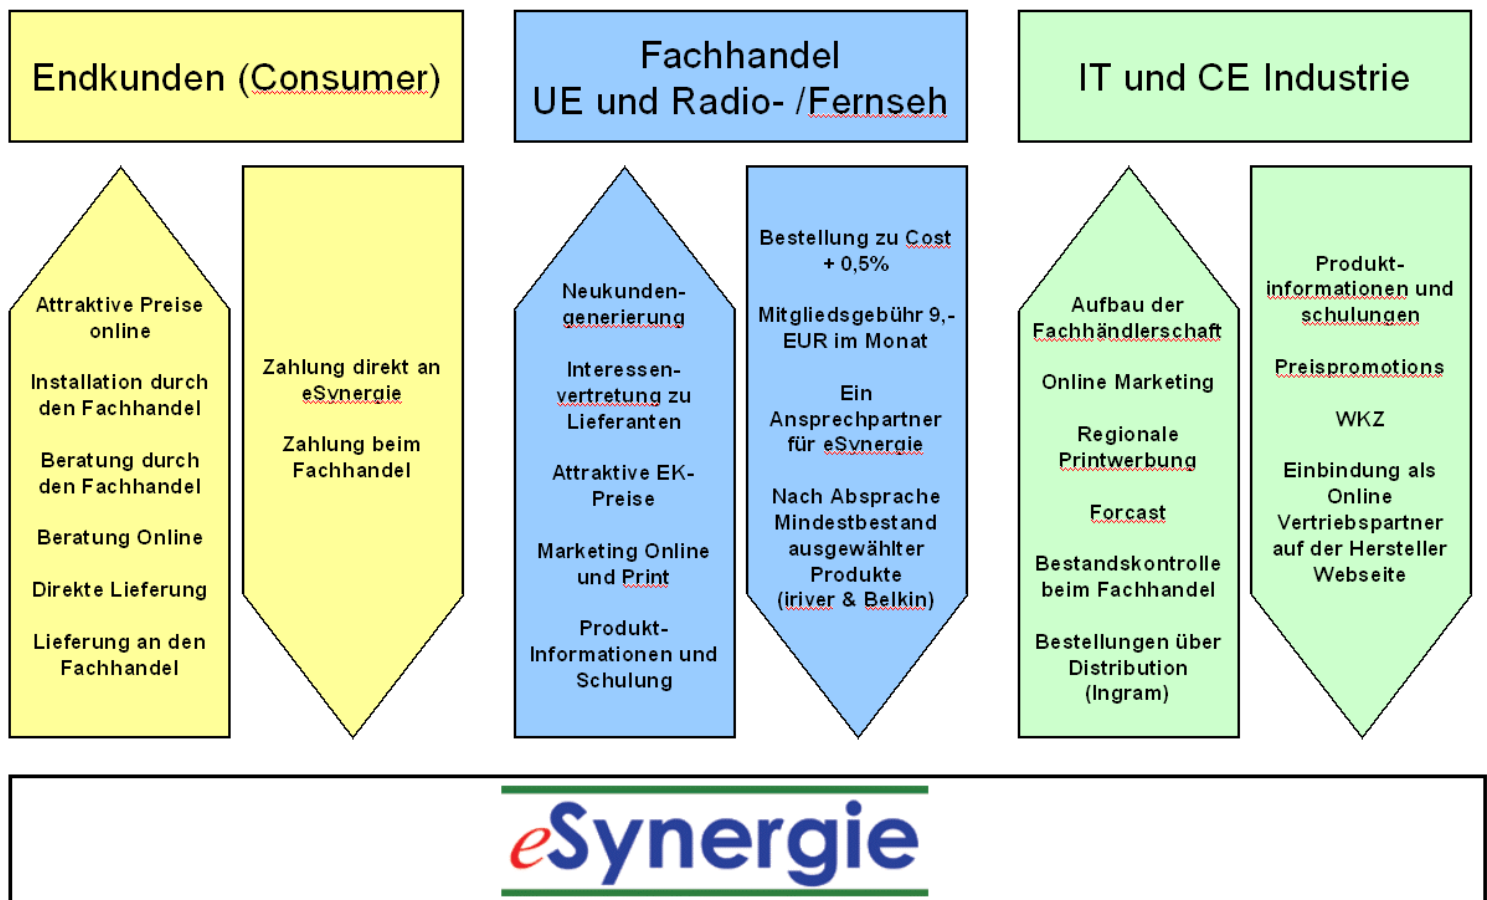 Endkunden (Consumer)
Fachhandel
UE und Radio- /Fernseh
IT und CE Industrie
Attraktive Preise
online
Installation durch
den Fachhandel
Beratung durch
den Fachhandel
Beratung Online
Direkte Lieferung
Lieferung an den
Fachhandel
Zahlung direkt an
eSynergie
Zahlung beim
Fachhandel
Neukunden-
generierung
Interessen-
vertretung zu
Lieferanten
Attraktive EK-
Preise
Marketing Online
und Print
Produkt-
Informationen und
Schulung
Bestellung zu Cost
+ 0,5%
Mitgliedsgebühr 9,-
EUR im Monat
Ein
Ansprechpartner
für eSynergie
Nach Absprache
Mindestbestand
ausgewählter
Produkte
(iriver & Belkin)
Aufbau der
Fachhändlerschaft
Online Marketing
Regionale
Printwerbung
Forcast
Bestandskontrolle
beim Fachhandel
Bestellungen über
Distribution
(Ingram)
Produkt-
informationen und
schulungen
Preispromotions
WKZ
Einbindung als
Online
Vertriebspartner
auf der Hersteller
Webseite
eSynergie